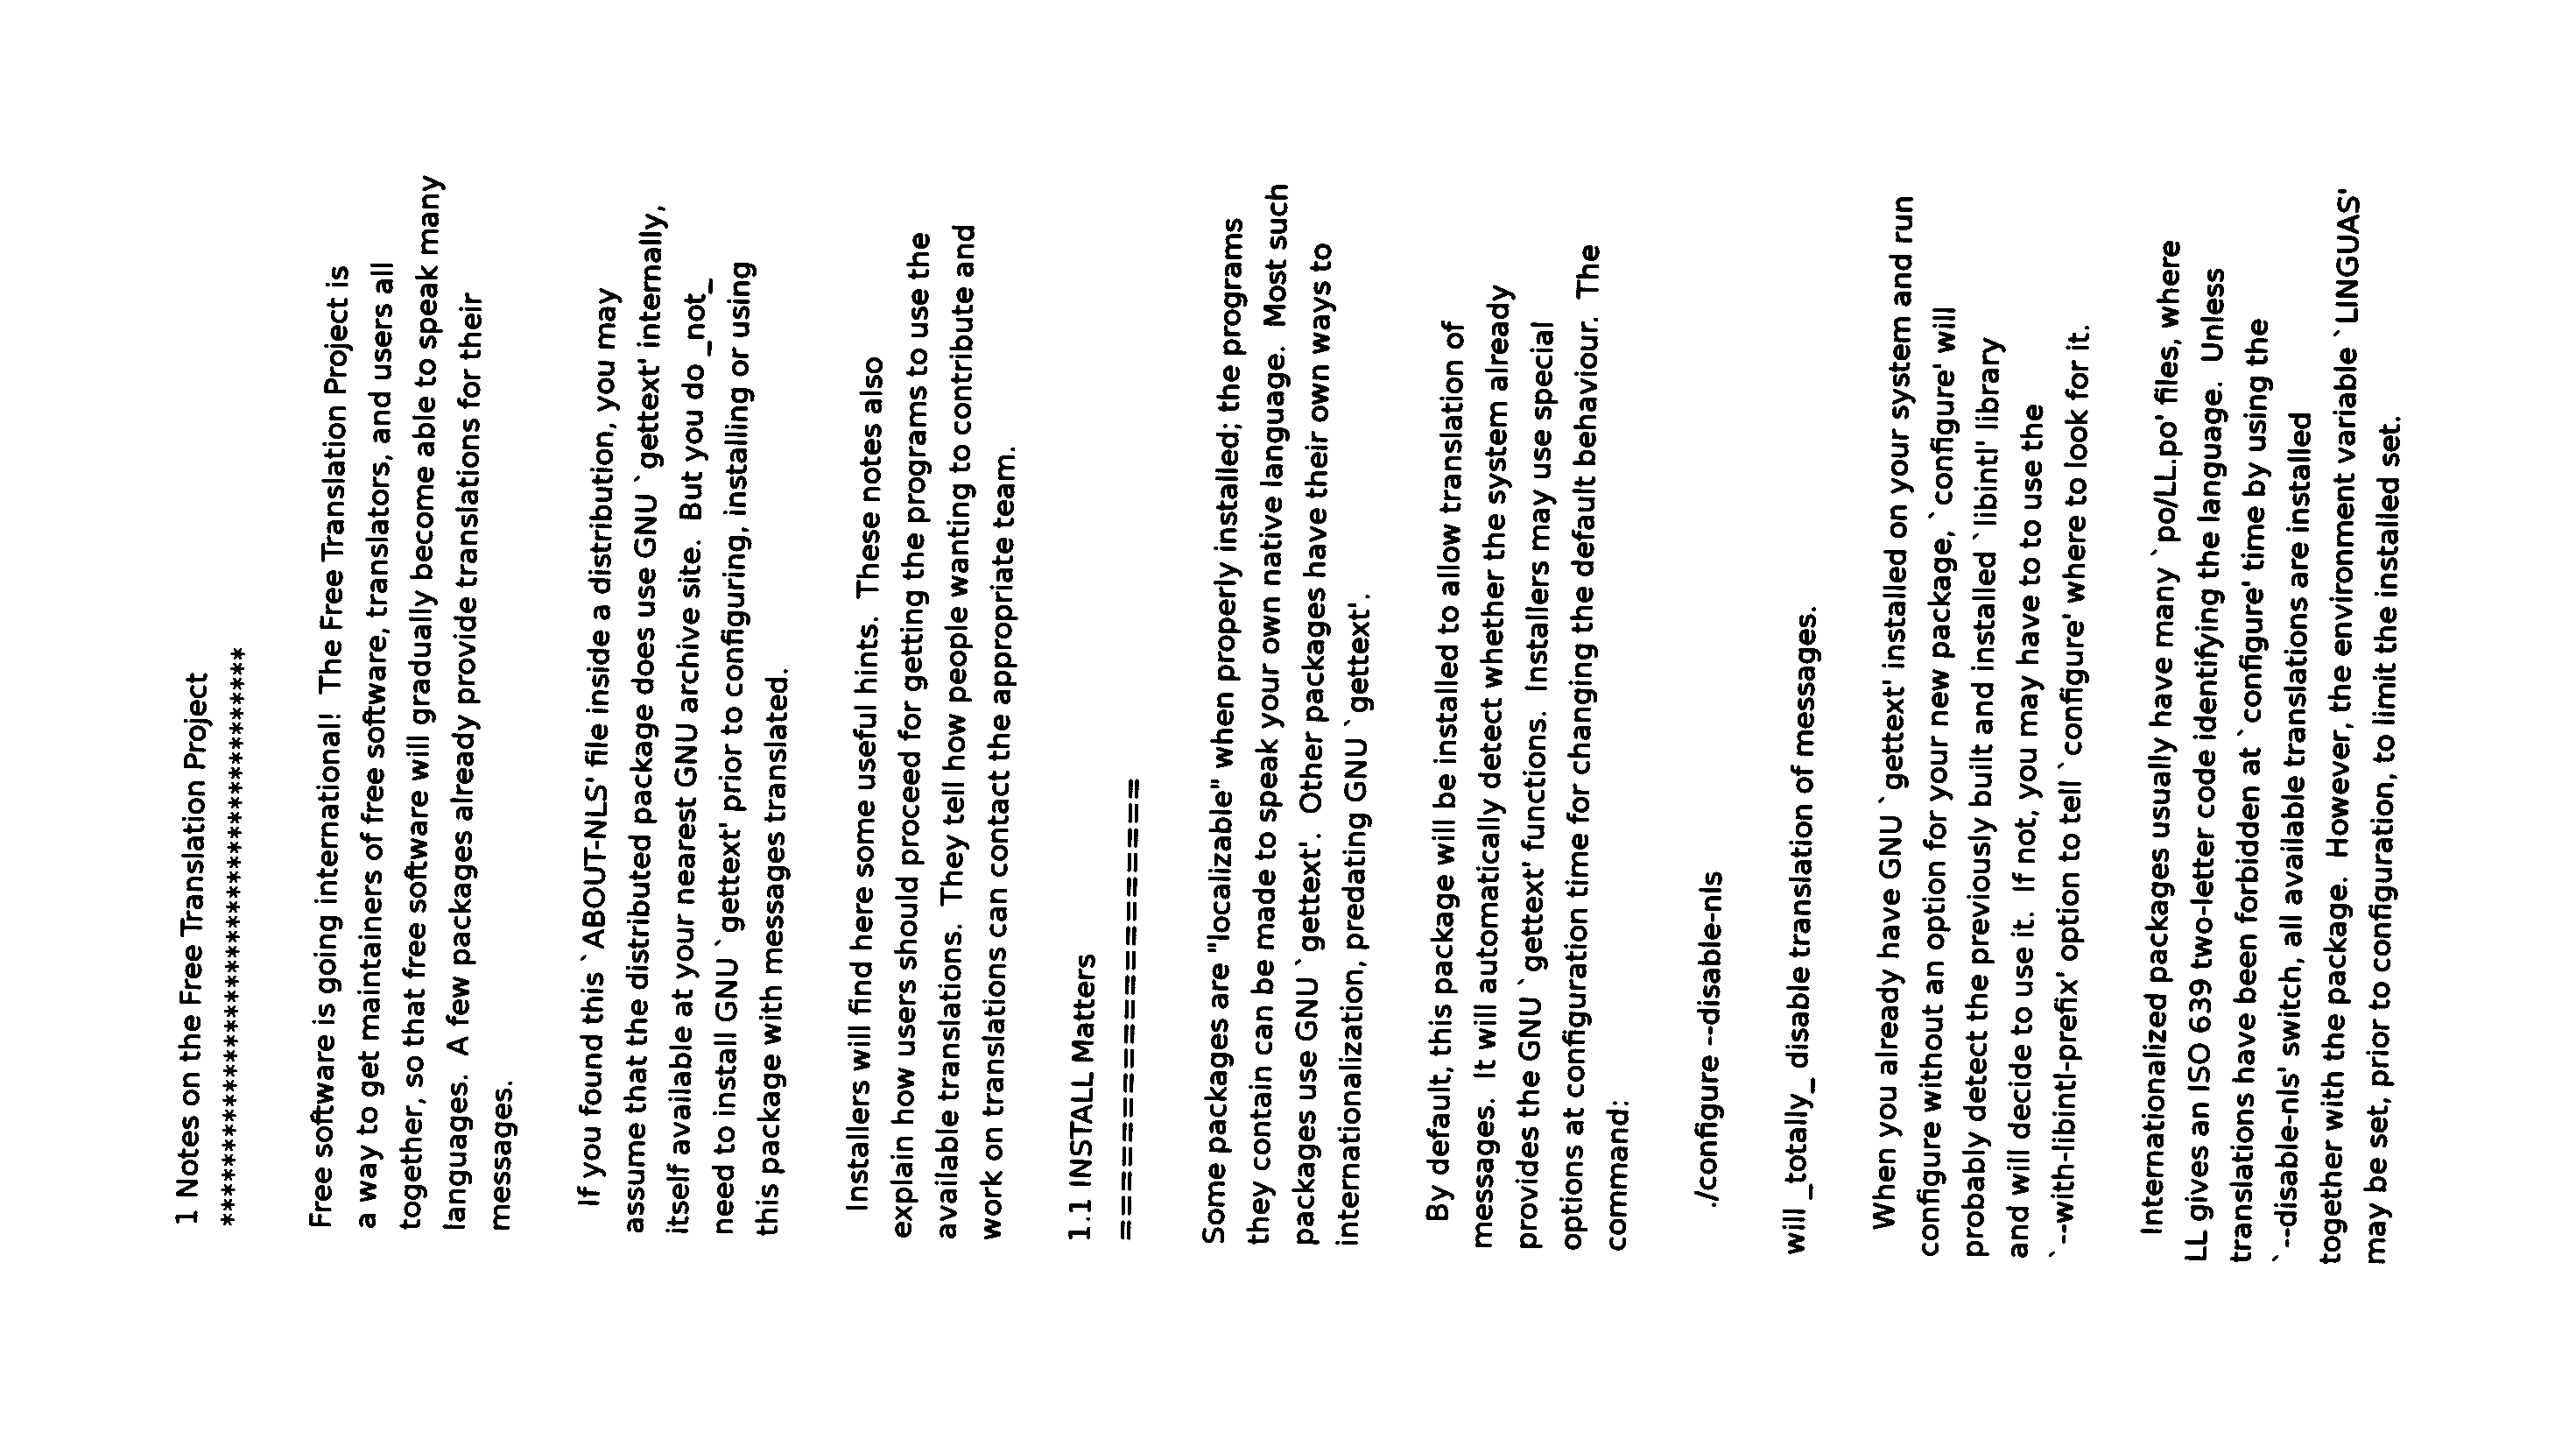 1 Notes on the Free Translation Project
***************************************
Free software is going international!  The Free Translation Project is
a way to get maintainers of free software, translators, and users all
together, so that free software will gradually become able to speak many
languages.  A few packages already provide translations for their
messages.
If you found this `ABOUT-NLS' file inside a distribution, you may
assume that the distributed package does use GNU `gettext' internally,
itself available at your nearest GNU archive site.  But you do _not_
need to install GNU `gettext' prior to configuring, installing or using
this package with messages translated.
Installers will find here some useful hints.  These notes also
explain how users should proceed for getting the programs to use the
available translations.  They tell how people wanting to contribute and
work on translations can contact the appropriate team.
1.1 INSTALL Matters
===================
Some packages are "localizable" when properly installed; the programs
they contain can be made to speak your own native language.  Most such
packages use GNU `gettext'.  Other packages have their own ways to
internationalization, predating GNU `gettext'.
By default, this package will be installed to allow translation of
messages.  It will automatically detect whether the system already
provides the GNU `gettext' functions.  Installers may use special
options at configuration time for changing the default behaviour.  The
command:
./configure --disable-nls
will _totally_ disable translation of messages.
When you already have GNU `gettext' installed on your system and run
configure without an option for your new package, `configure' will
probably detect the previously built and installed `libintl' library
and will decide to use it.  If not, you may have to to use the
`--with-libintl-prefix' option to tell `configure' where to look for it.
Internationalized packages usually have many `po/LL.po' files, where
LL gives an ISO 639 two-letter code identifying the language.  Unless
translations have been forbidden at `configure' time by using the
`--disable-nls' switch, all available translations are installed
together with the package.  However, the environment variable `LINGUAS'
may be set, prior to configuration, to limit the installed set.